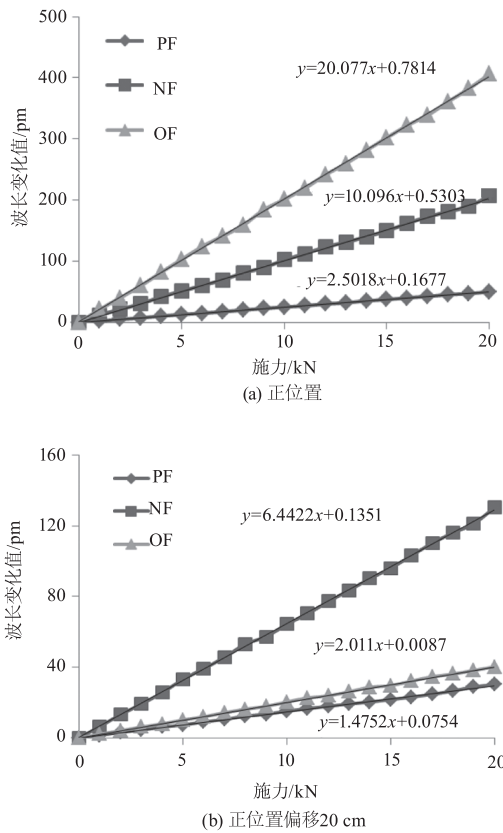 500
400
300
200
100
0
波长变化值/pm
PF
NF
OF
y=20.077x+0.7814
y=10.096x+0.5303
y=2.5018x+0.1677
0 5 10 15 20
施力/kN
(a) 正位置
160
120
80
40
0
波长变化值/pm
PF
NF
OF
y=6.4422x+0.1351
y=2.011x+0.0087
y=1.4752x+0.0754
0 5 10 15 20
施力/kN
(b) 正位置偏移20 cm